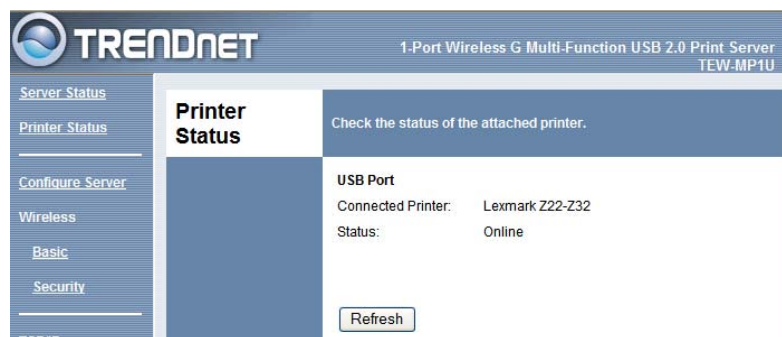 TRENDNET
1-Port Wireless G Multi-Function USB 2.0 Print Server
TEW-MP1U
Server Status
Printer Status
Configure Server
Wireless
Basic
Security
Printer
Status
Check the status of the attached printer.
USB Port
Connected Printer: Lexmark Z22-Z32
Status: Online
Refresh